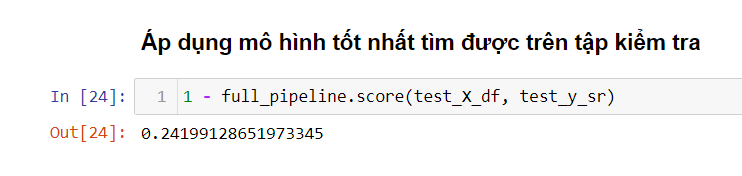 Áp dụng mô hình tốt nhất tìm được trên tập kiểm tra
In [24]: 1 1 - full_pipeline.score(test_X_df, test_y_sr)
Out[24]: 0.24199128651973345